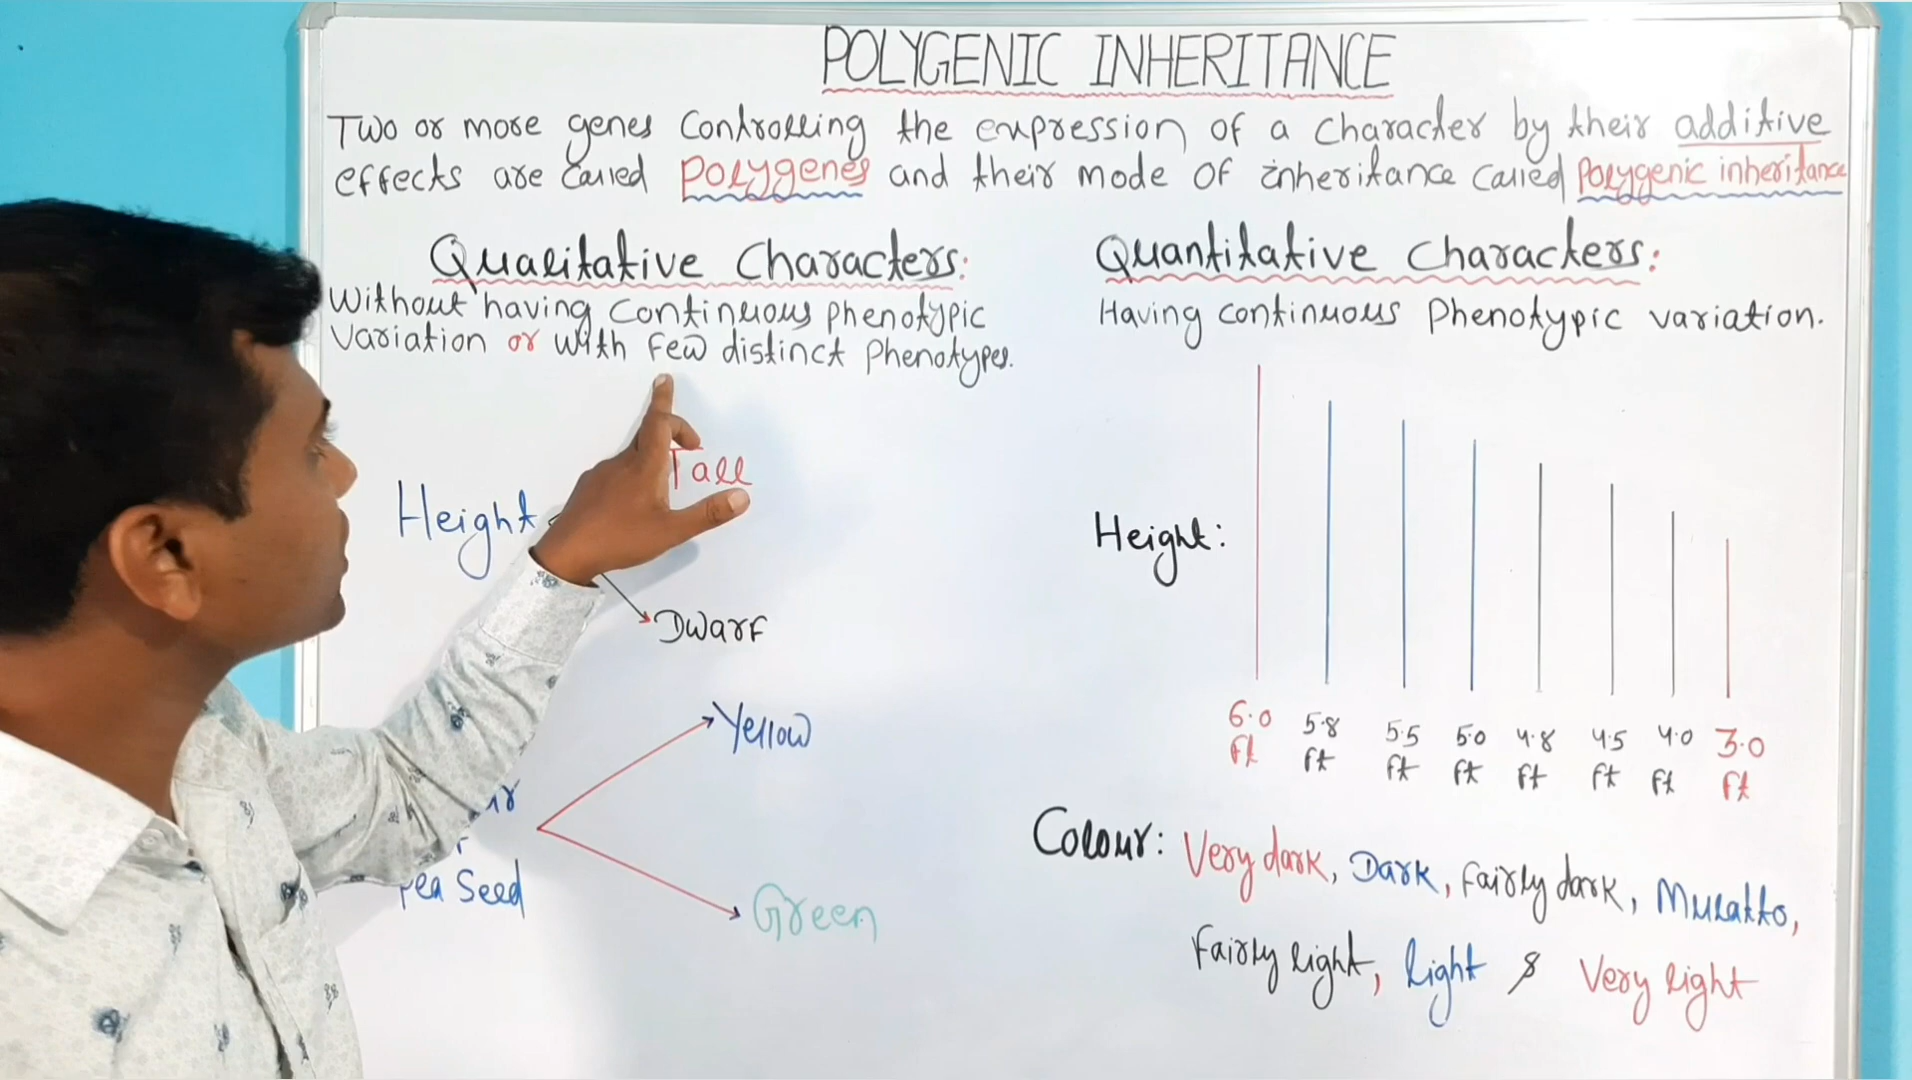 POLYGENIC INHERITANCE
Two or more genes controlling the expression of a character by their additive
effects are called Polygenes and their mode of inheritance called Polygenic inheritance
Qualitative Characters:
Without having continuous phenotypic
Variation or with few distinct phenotypes.
Height
Tall
Dwarf
Yellow
Pea Seed
Green
Quantitative Characters:
Having continuous Phenotypic variation.
Height:
6.0 5.8 5.5 5.0 4.8 4.5 4.0 3.0
ft ft ft ft ft ft ft ft
Colour: Very dark, Dark, Fairly dark, Mulatto,
Fairly light, light & Very light